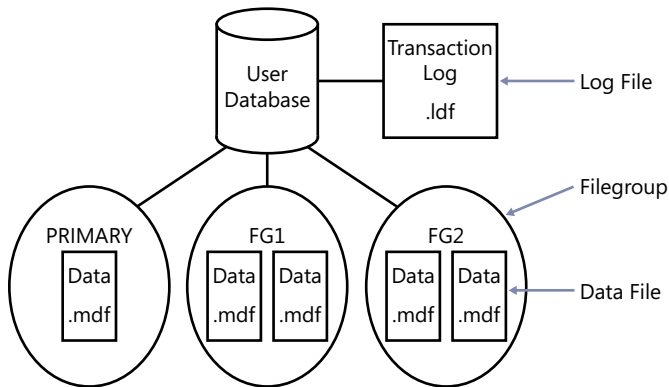 User
Database
Transaction
Log
.ldf
Log File
Filegroup
PRIMARY
Data
.mdf
FG1
Data
.mdf
Data
.mdf
FG2
Data
.mdf
Data
.mdf
Data File